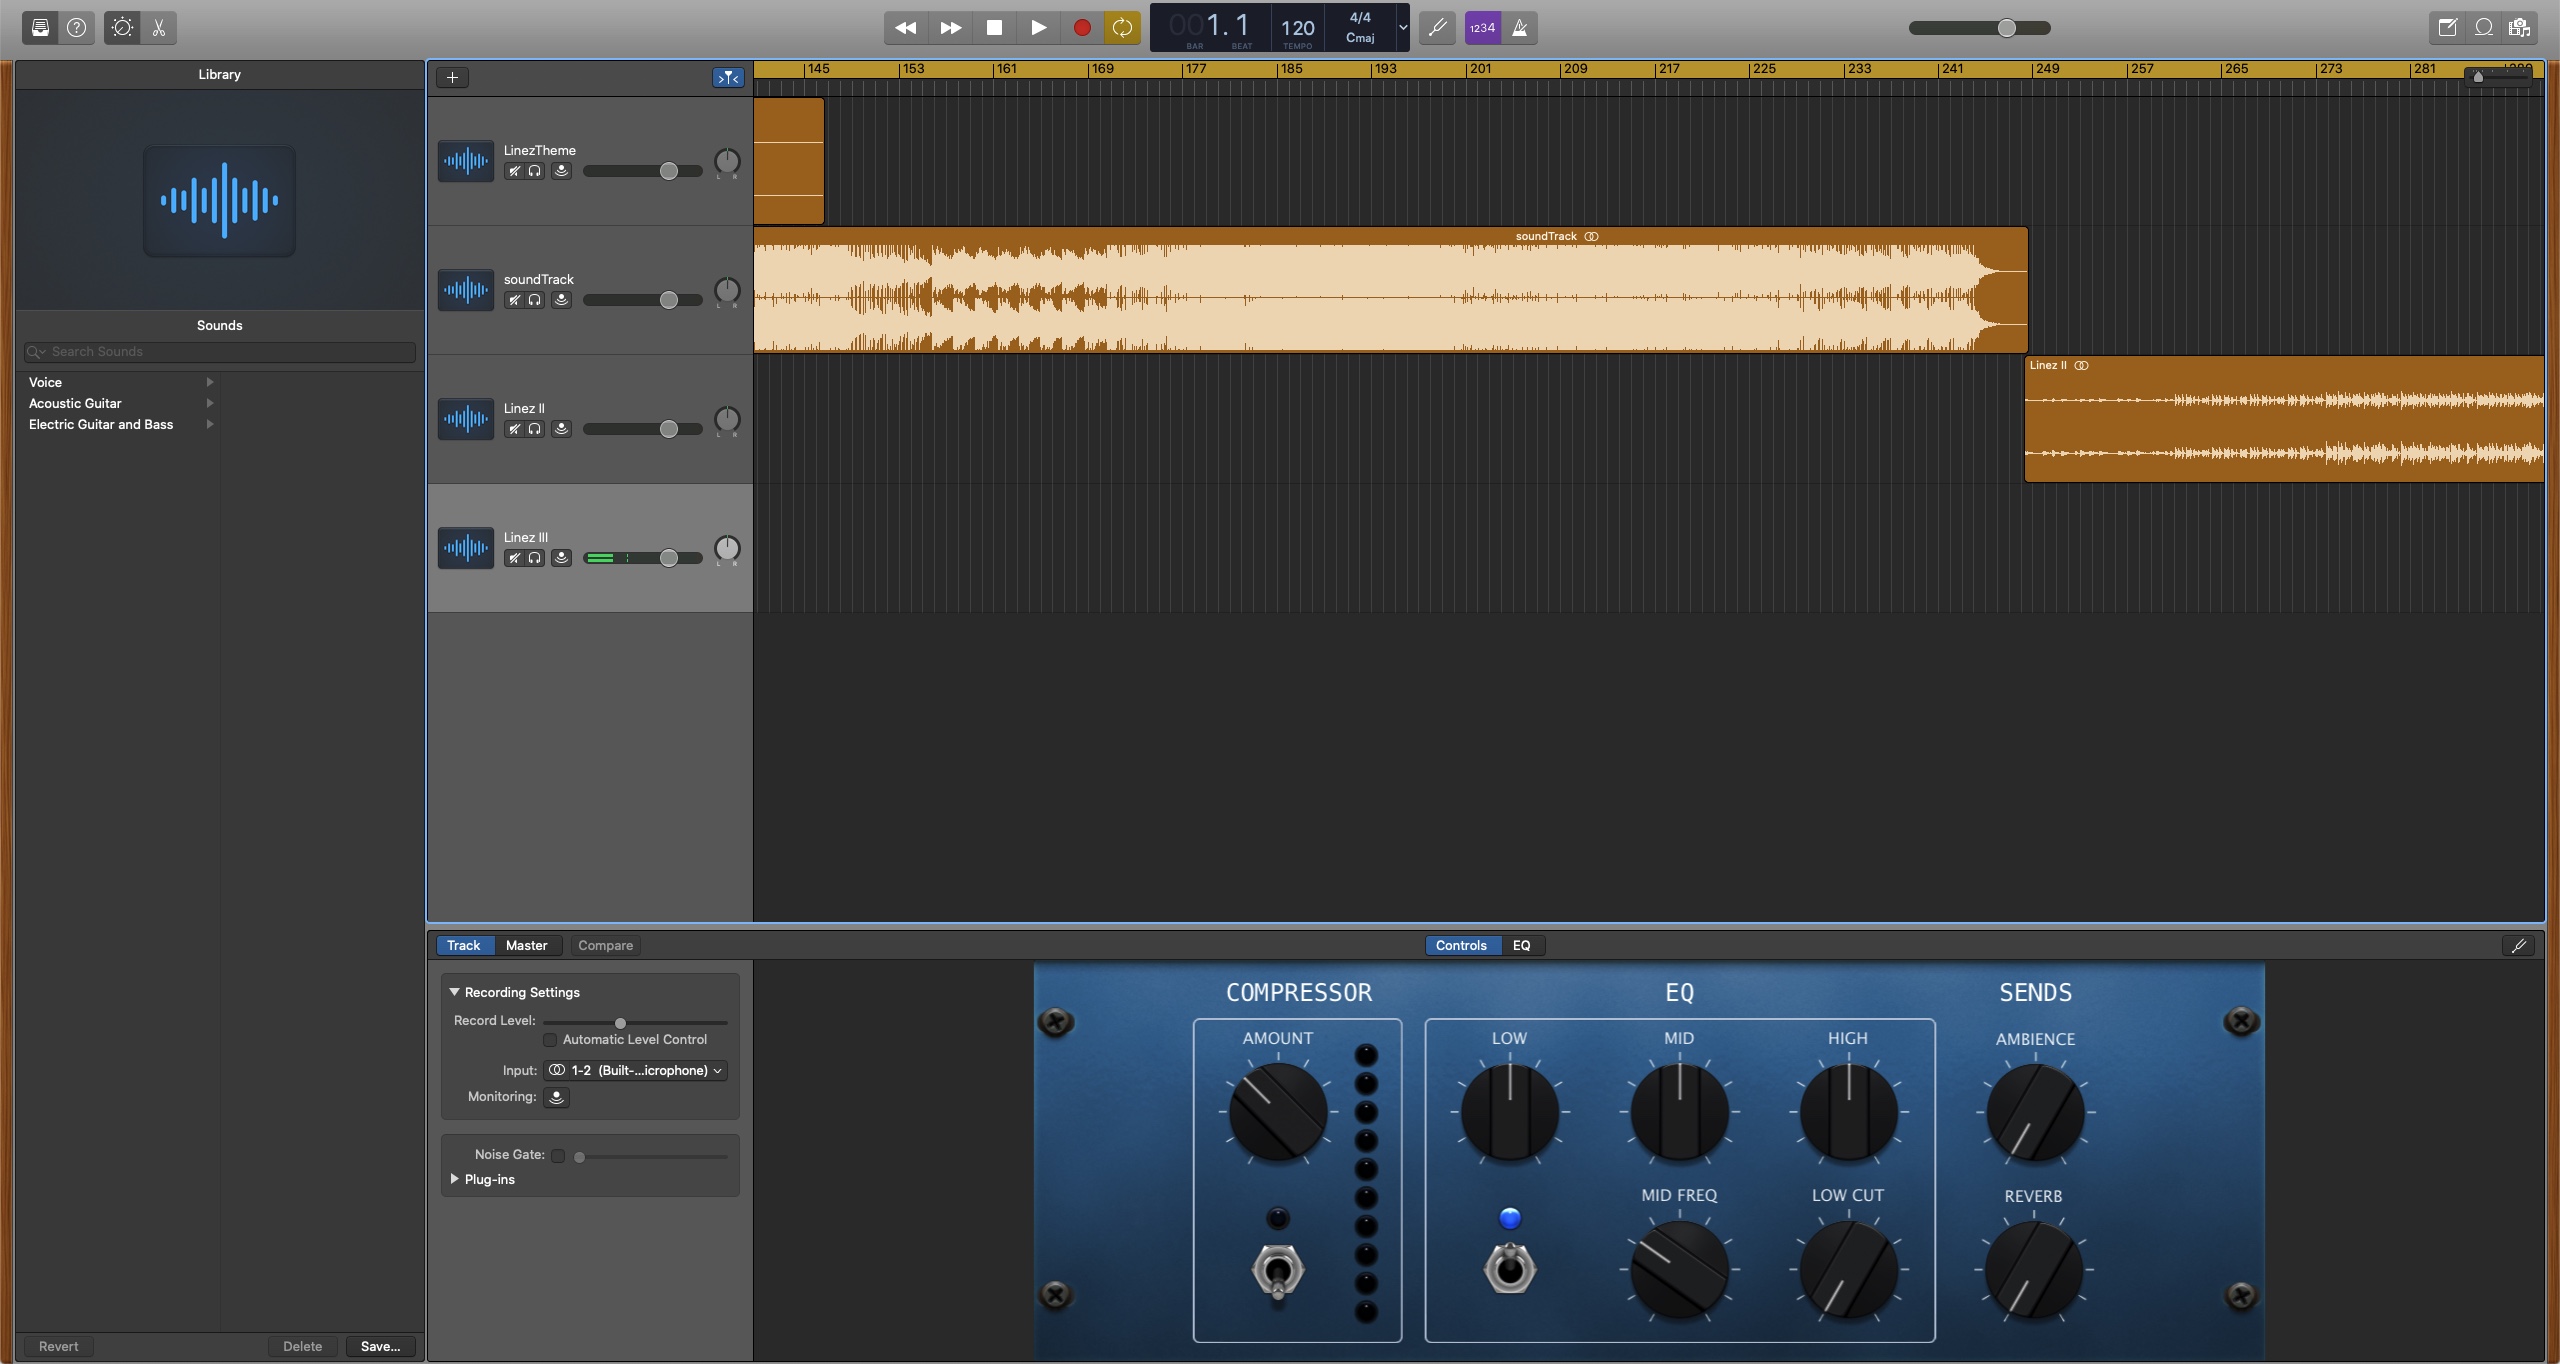 001.1
BAR BEAT
120
TEMPO
4/4
Cmaj
1234
Library
Sounds
Search Sounds
Voice
Acoustic Guitar
Electric Guitar and Bass
Revert
Delete
Save...
145 153 161 169 177 185 193 201 209 217 225 233 241 249 257 265 273 281
LinezTheme
L R
soundTrack
soundTrack
L R
Linez II
Linez II
L R
Linez III
L R
Track
Master
Compare
Controls
EQ
Recording Settings
Record Level:
Automatic Level Control
Input: 1-2 (Built-...icrophone)
Monitoring:
Noise Gate:
Plug-ins
COMPRESSOR
AMOUNT
EQ
LOW
MID
HIGH
MID FREQ
LOW CUT
SENDS
AMBIENCE
REVERB